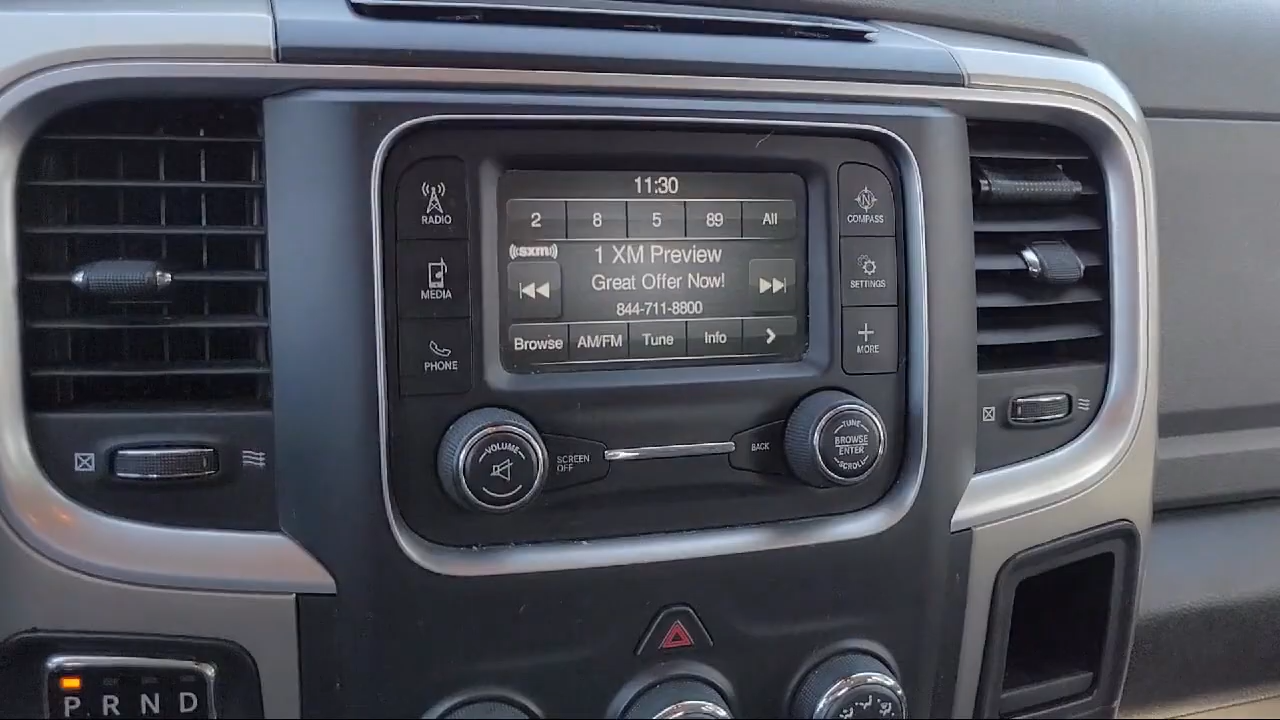 11:30
2 8 5 89 All
((sxm))
1 XM Preview
Great Offer Now!
844-711-8800
Browse AM/FM Tune Info >
RADIO
MEDIA
PHONE
N
COMPASS
SETTINGS
+
MORE
VOLUME
SCREEN
OFF
BACK
TUNE
BROWSE
ENTER
SCROLL
P R N D